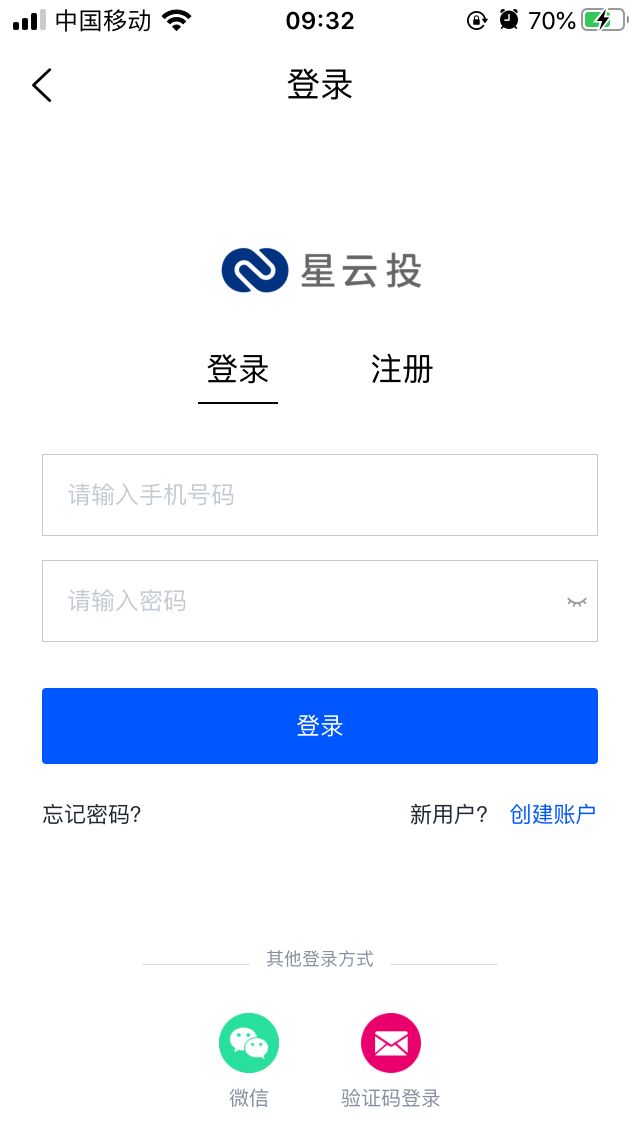 中国移动 09:32 70%
登录
星云投
登录 注册
请输入手机号码
请输入密码
登录
忘记密码? 新用户? 创建账户
其他登录方式
微信 验证码登录